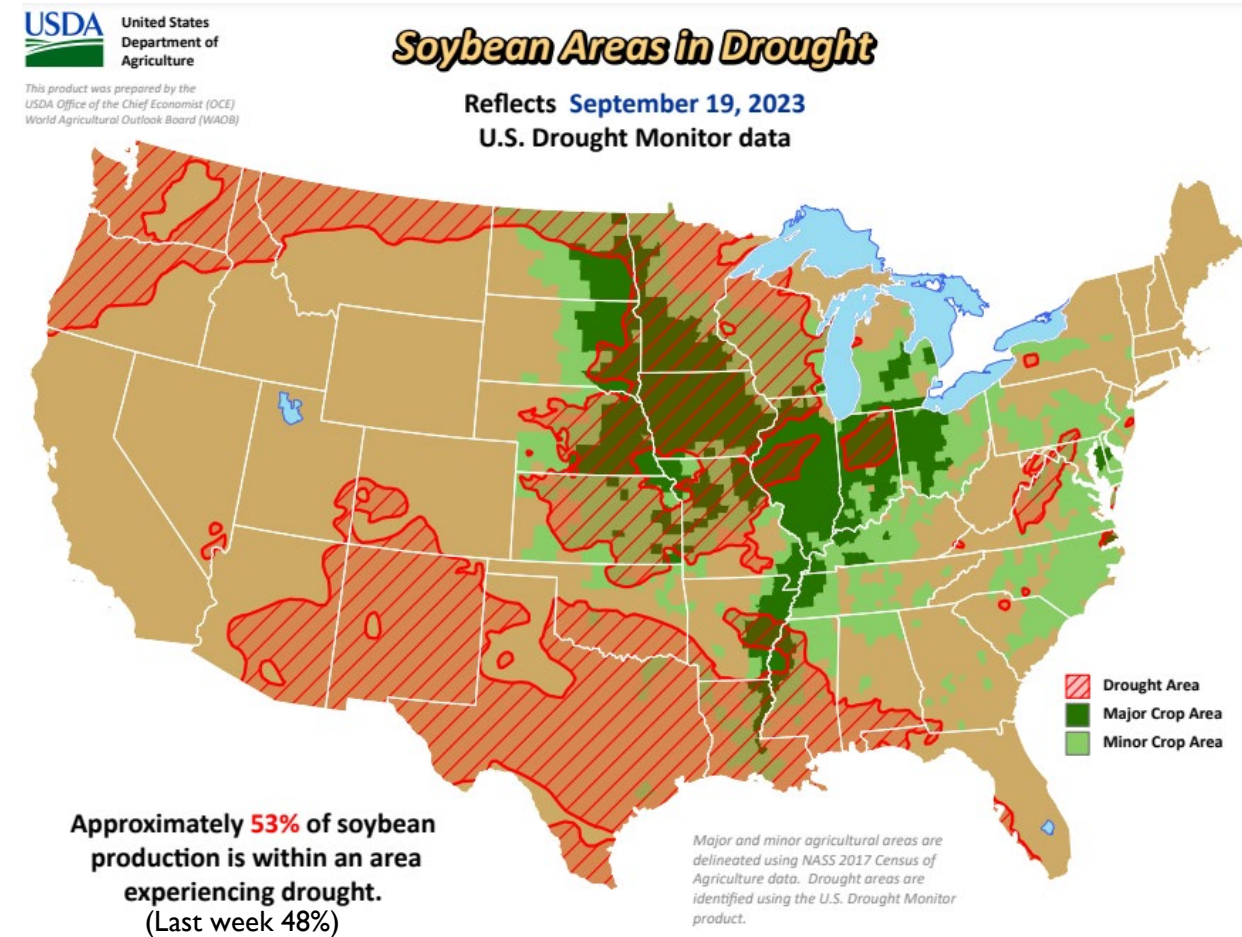 USDA
United States
Department of
Agriculture
This product was prepared by the
USDA Office of the Chief Economist (OCE)
World Agricultural Outlook Board (WAOB)
Soybean Areas in Drought
Reflects September 19, 2023
U.S. Drought Monitor data
Drought Area
Major Crop Area
Minor Crop Area
Approximately 53% of soybean
production is within an area
experiencing drought.
(Last week 48%)
Major and minor agricultural areas are
delineated using NASS 2017 Census of
Agriculture data. Drought areas are
identified using the U.S. Drought Monitor
product.